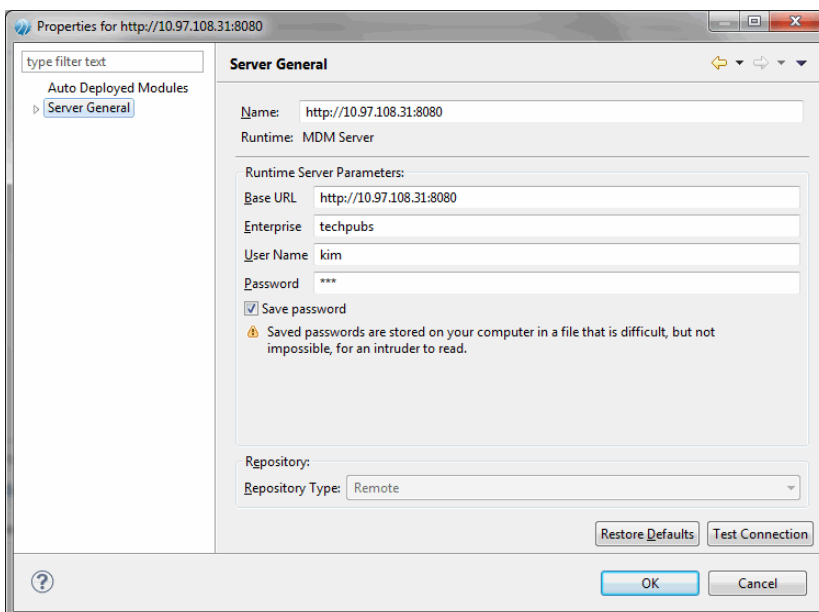 Properties for http://10.97.108.31:8080
type filter text
Auto Deployed Modules
Server General
Server General
Name: http://10.97.108.31:8080
Runtime: MDM Server
Runtime Server Parameters:
Base URL http://10.97.108.31:8080
Enterprise techpubs
User Name kim
Password ***
Save password
Saved passwords are stored on your computer in a file that is difficult, but not
impossible, for an intruder to read.
Repository:
Repository Type: Remote
Restore Defaults Test Connection
? OK Cancel